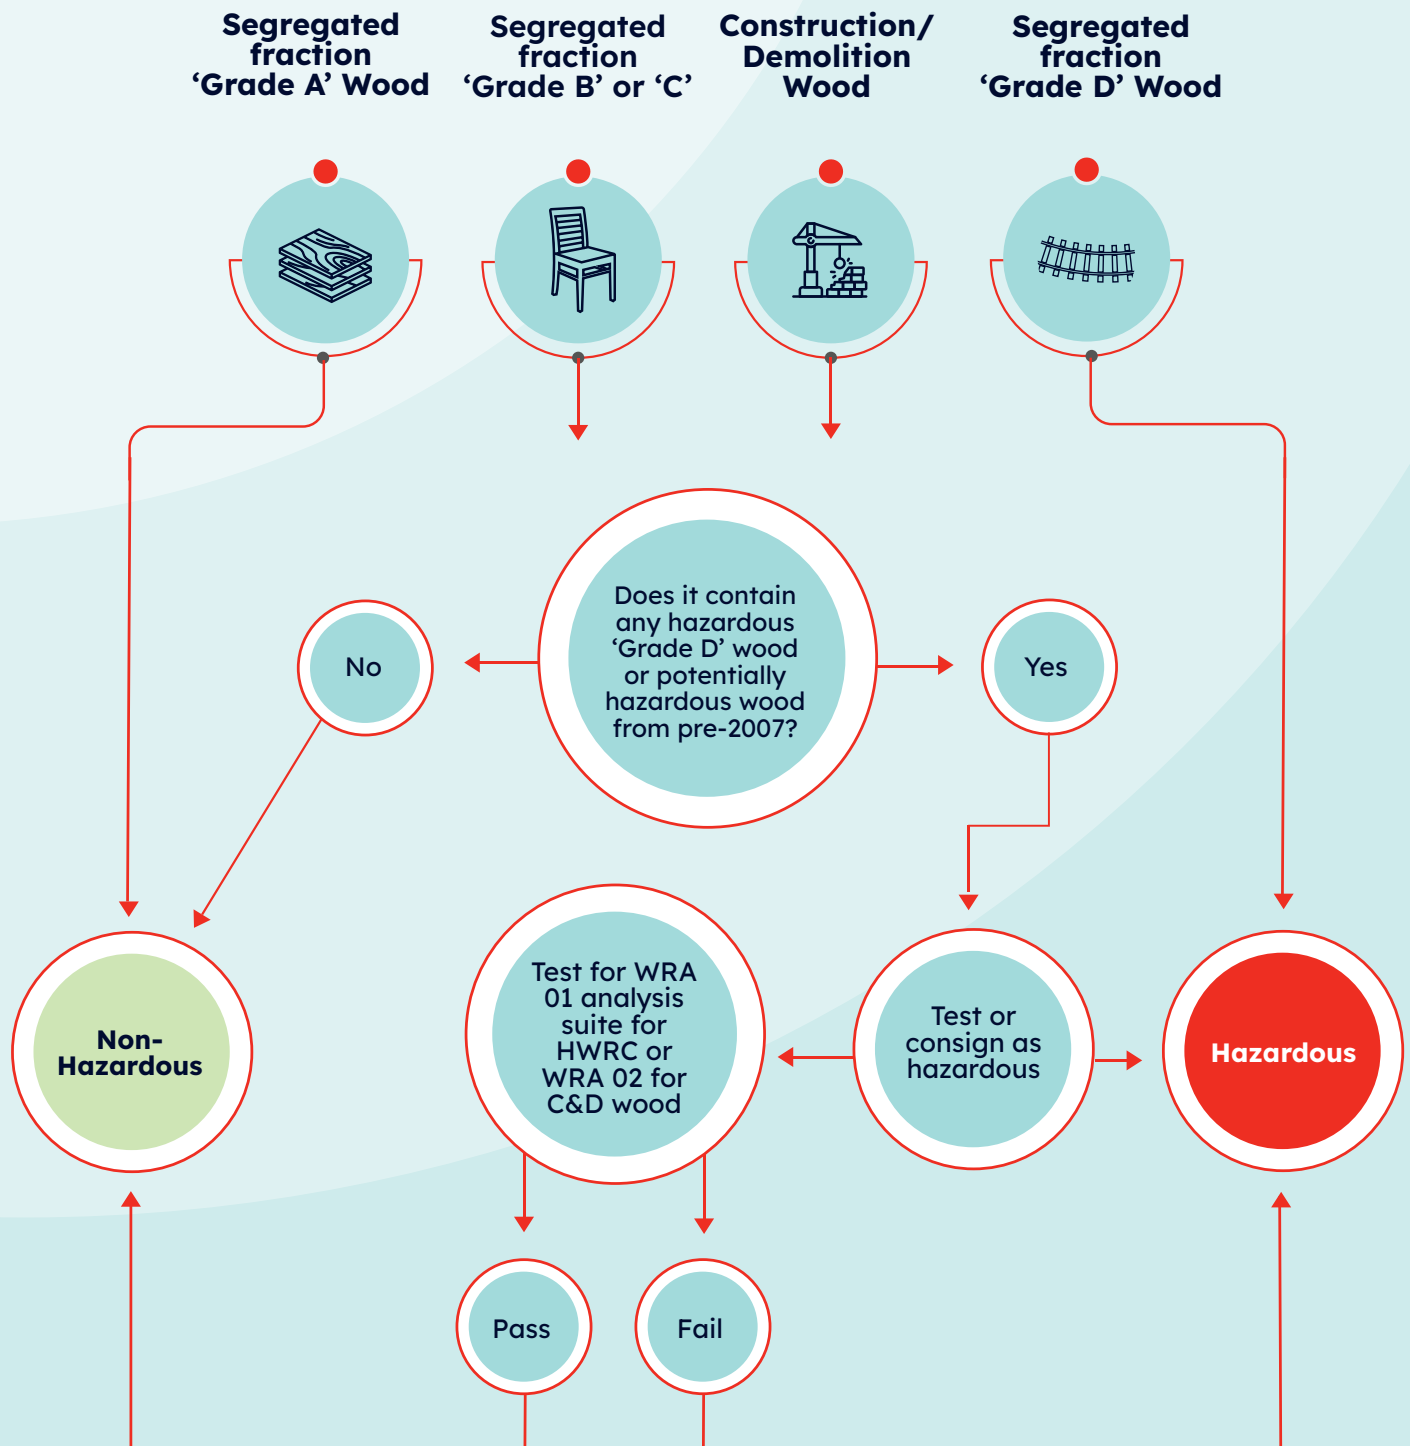 Segregated
fraction
‘Grade A’ Wood
Segregated
fraction
‘Grade B’ or ‘C’
Construction/
Demolition
Wood
Segregated
fraction
‘Grade D’ Wood
Does it contain
any hazardous
‘Grade D’ wood
or potentially
hazardous wood
from pre-2007?
No
Yes
Non-
Hazardous
Test for WRA
01 analysis
suite for
HWRC or
WRA 02 for
C&D wood
Test or
consign as
hazardous
Hazardous
Pass
Fail